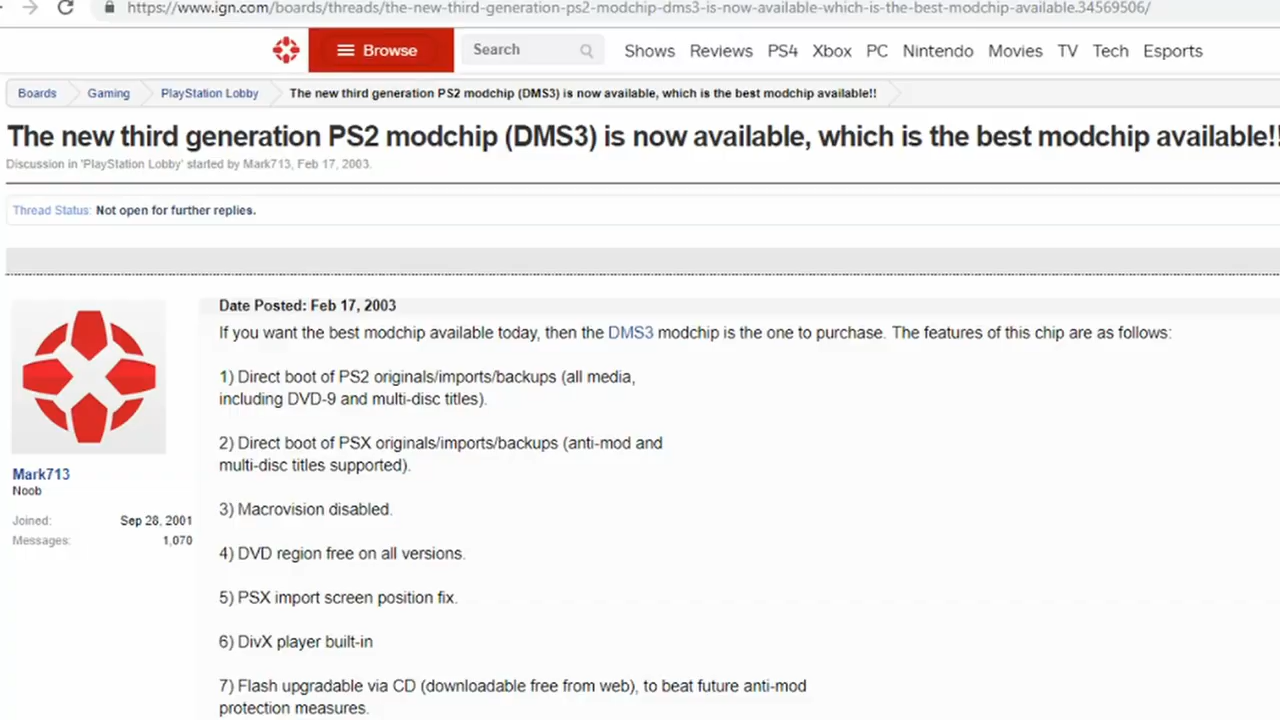 https://www.ign.com/boards/threads/the-new-third-generation-ps2-modchip-dms3-is-now-available-which-is-the-best-modchip-available.34569506/
Browse Search Shows Reviews PS4 Xbox PC Nintendo Movies TV Tech Esports
Boards Gaming PlayStation Lobby The new third generation PS2 modchip (DMS3) is now available, which is the best modchip available!!
The new third generation PS2 modchip (DMS3) is now available, which is the best modchip available!!
Discussion in 'PlayStation Lobby' started by Mark713, Feb 17, 2003.
Thread Status: Not open for further replies.
Date Posted: Feb 17, 2003
If you want the best modchip available today, then the DMS3 modchip is the one to purchase. The features of this chip are as follows:
1) Direct boot of PS2 originals/imports/backups (all media,
including DVD-9 and multi-disc titles).
2) Direct boot of PSX originals/imports/backups (anti-mod and
multi-disc titles supported).
Mark713
Noob
Joined: Sep 28, 2001
Messages: 1,070
3) Macrovision disabled.
4) DVD region free on all versions.
5) PSX import screen position fix.
6) DivX player built-in
7) Flash upgradable via CD (downloadable free from web), to beat future anti-mod
protection measures.